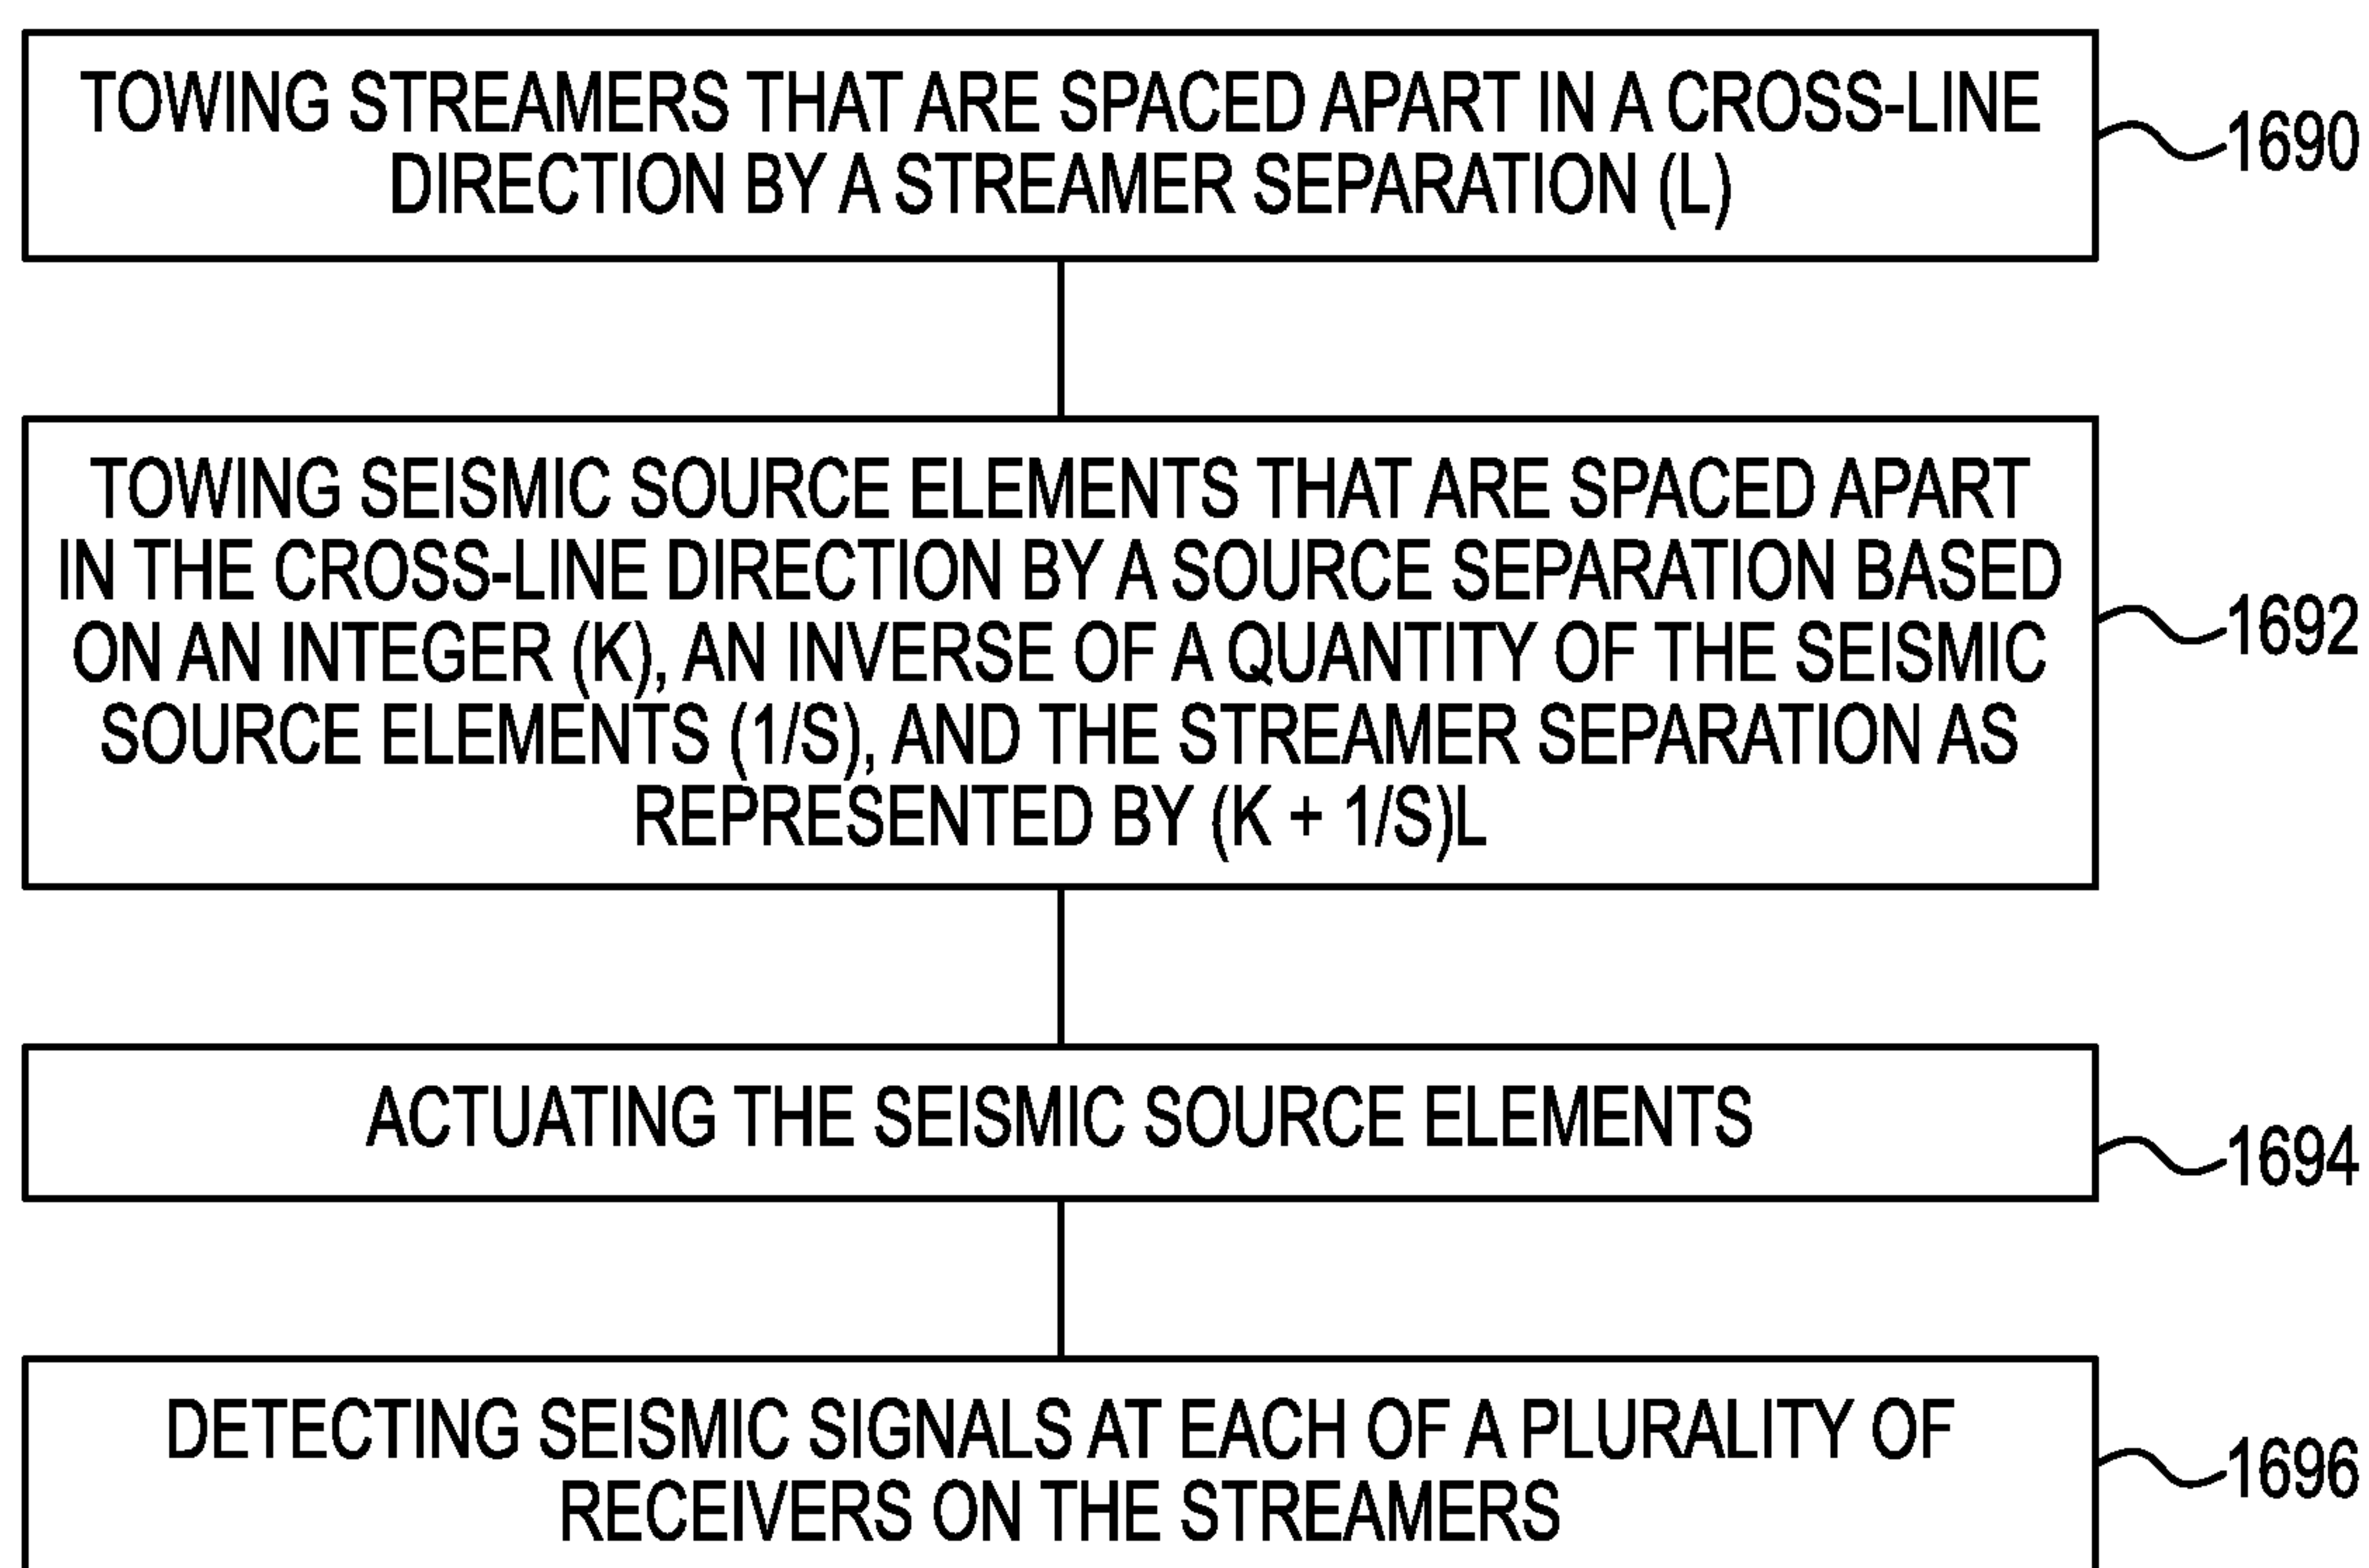 TOWING STREAMERS THAT ARE SPACED APART IN A CROSS-LINE
DIRECTION BY A STREAMER SEPARATION (L)
1690
TOWING SEISMIC SOURCE ELEMENTS THAT ARE SPACED APART
IN THE CROSS-LINE DIRECTION BY A SOURCE SEPARATION BASED
ON AN INTEGER (K), AN INVERSE OF A QUANTITY OF THE SEISMIC
SOURCE ELEMENTS (1/S), AND THE STREAMER SEPARATION AS
REPRESENTED BY (K + 1/S)L
1692
ACTUATING THE SEISMIC SOURCE ELEMENTS
1694
DETECTING SEISMIC SIGNALS AT EACH OF A PLURALITY OF
RECEIVERS ON THE STREAMERS
1696